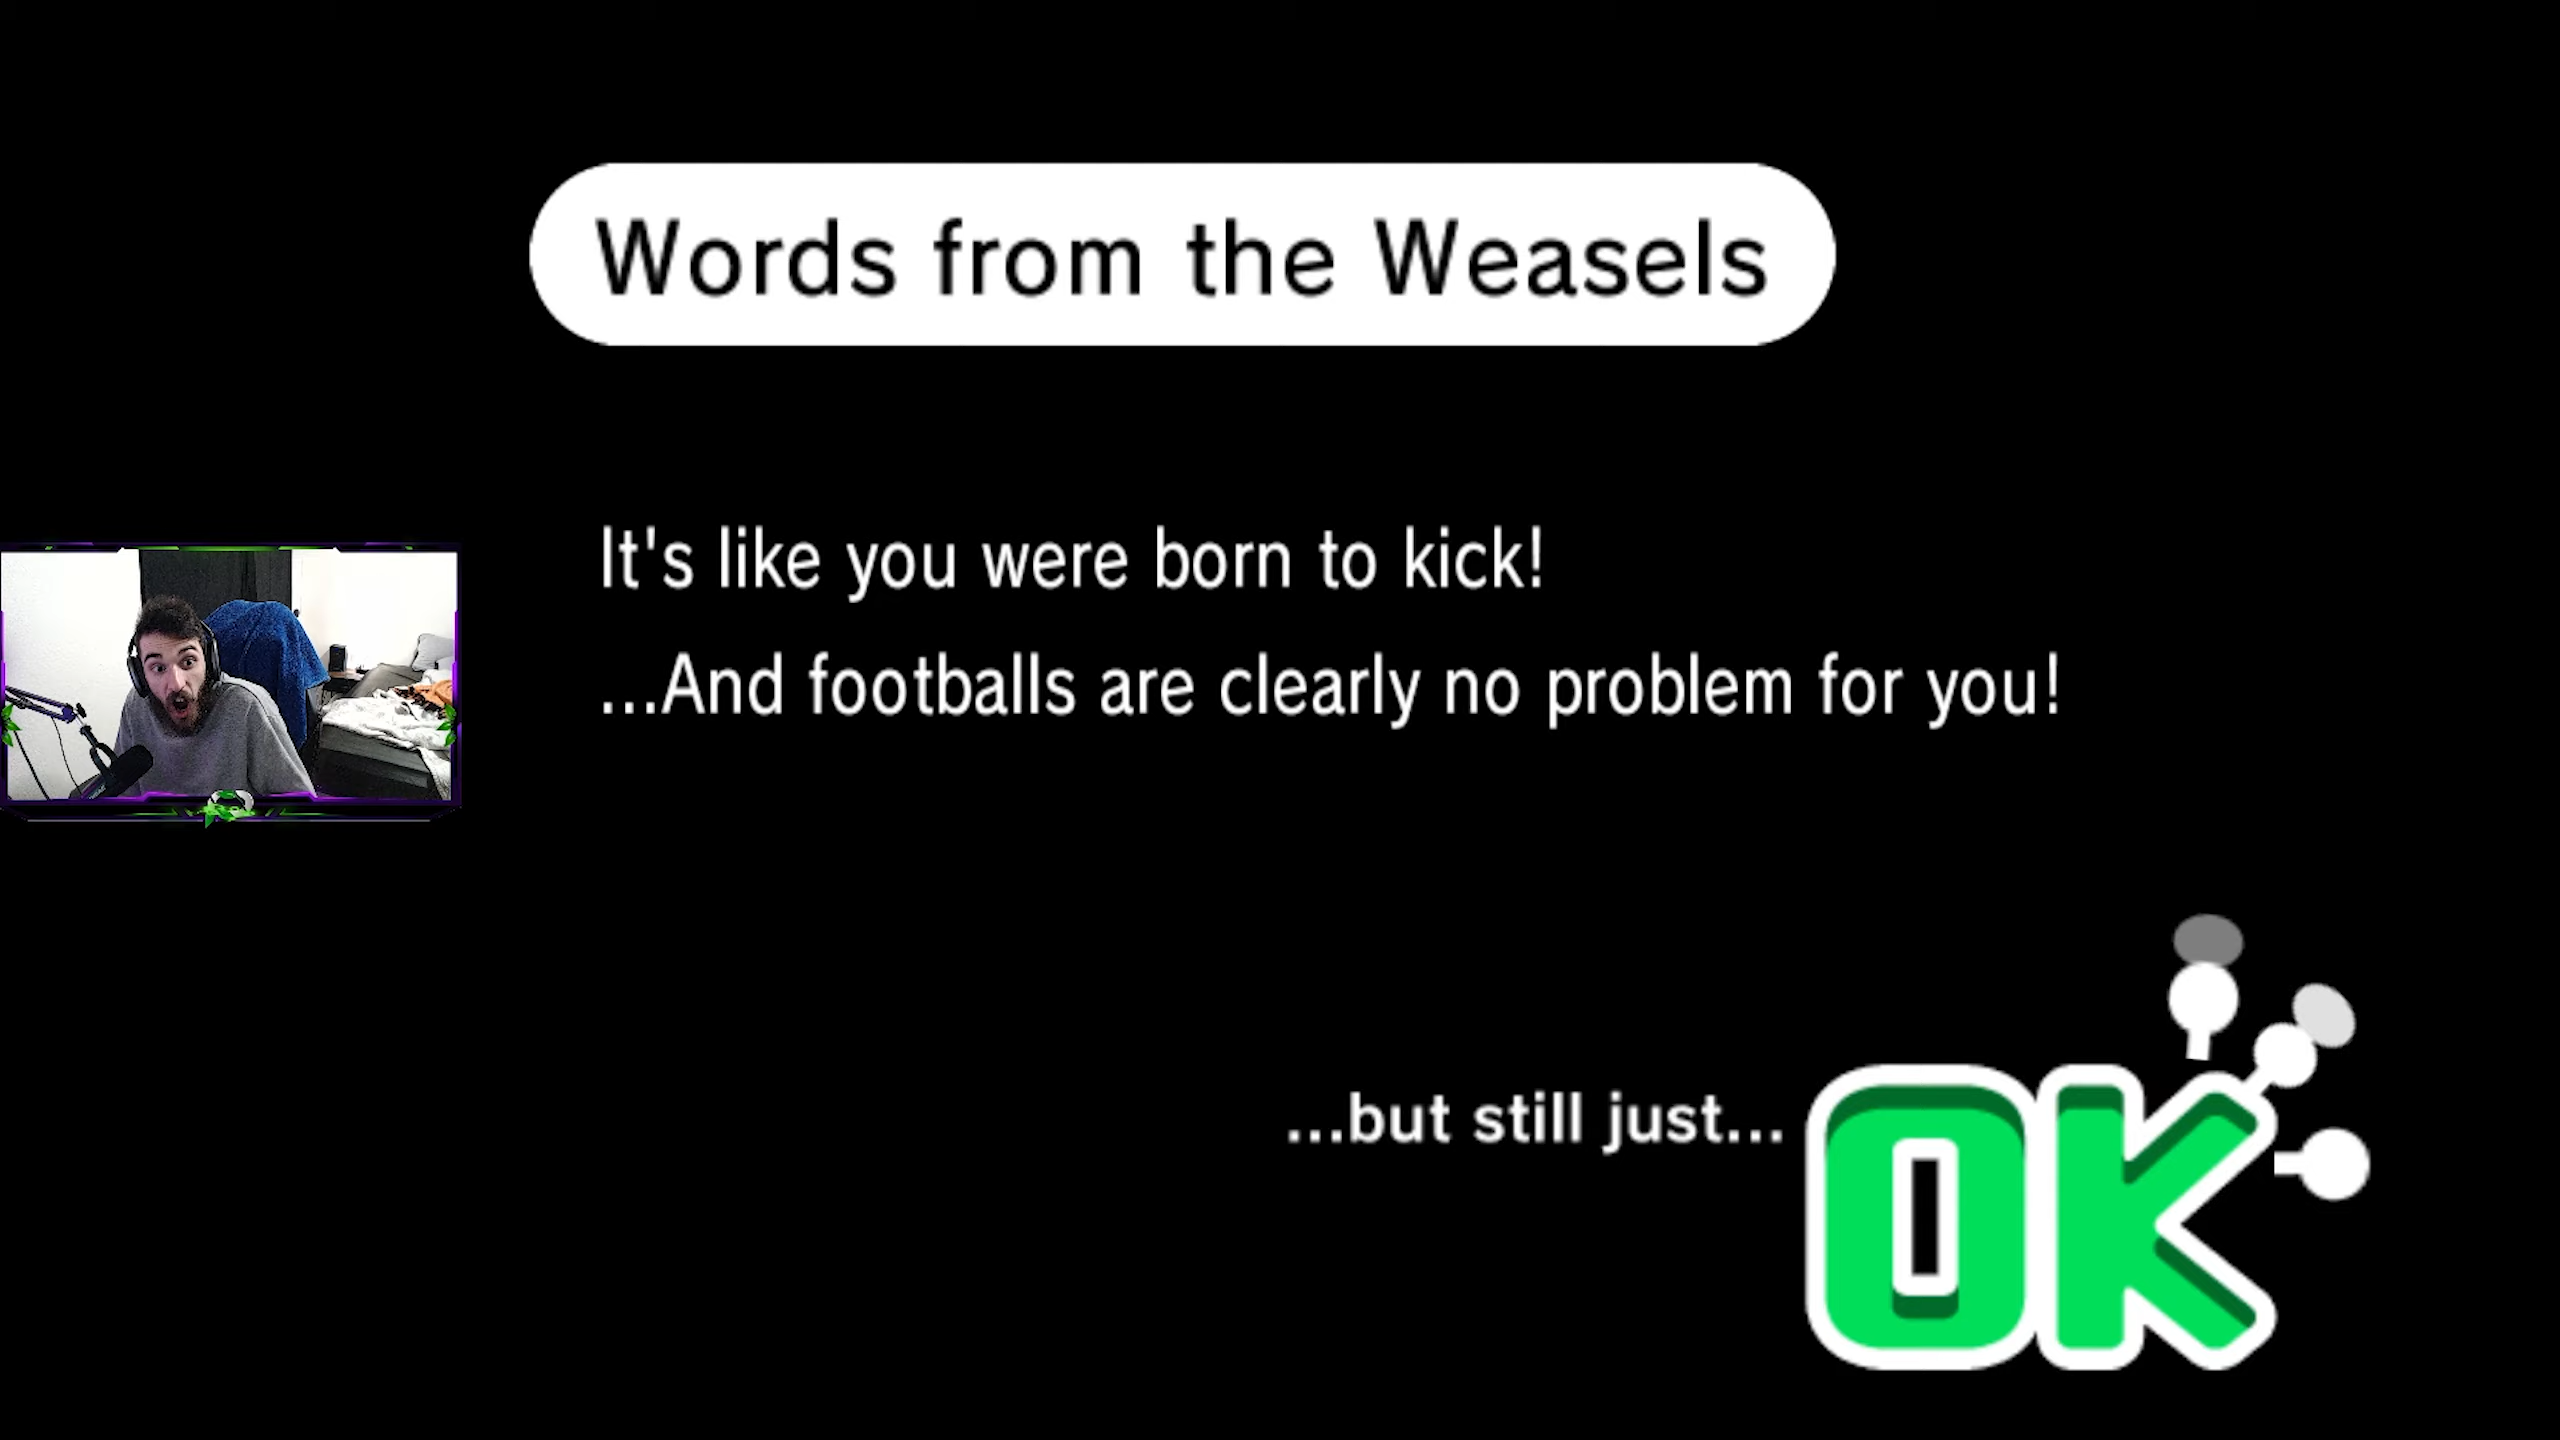 Words from the Weasels
It's like you were born to kick!
...And footballs are clearly no problem for you!
...but still just...
OK